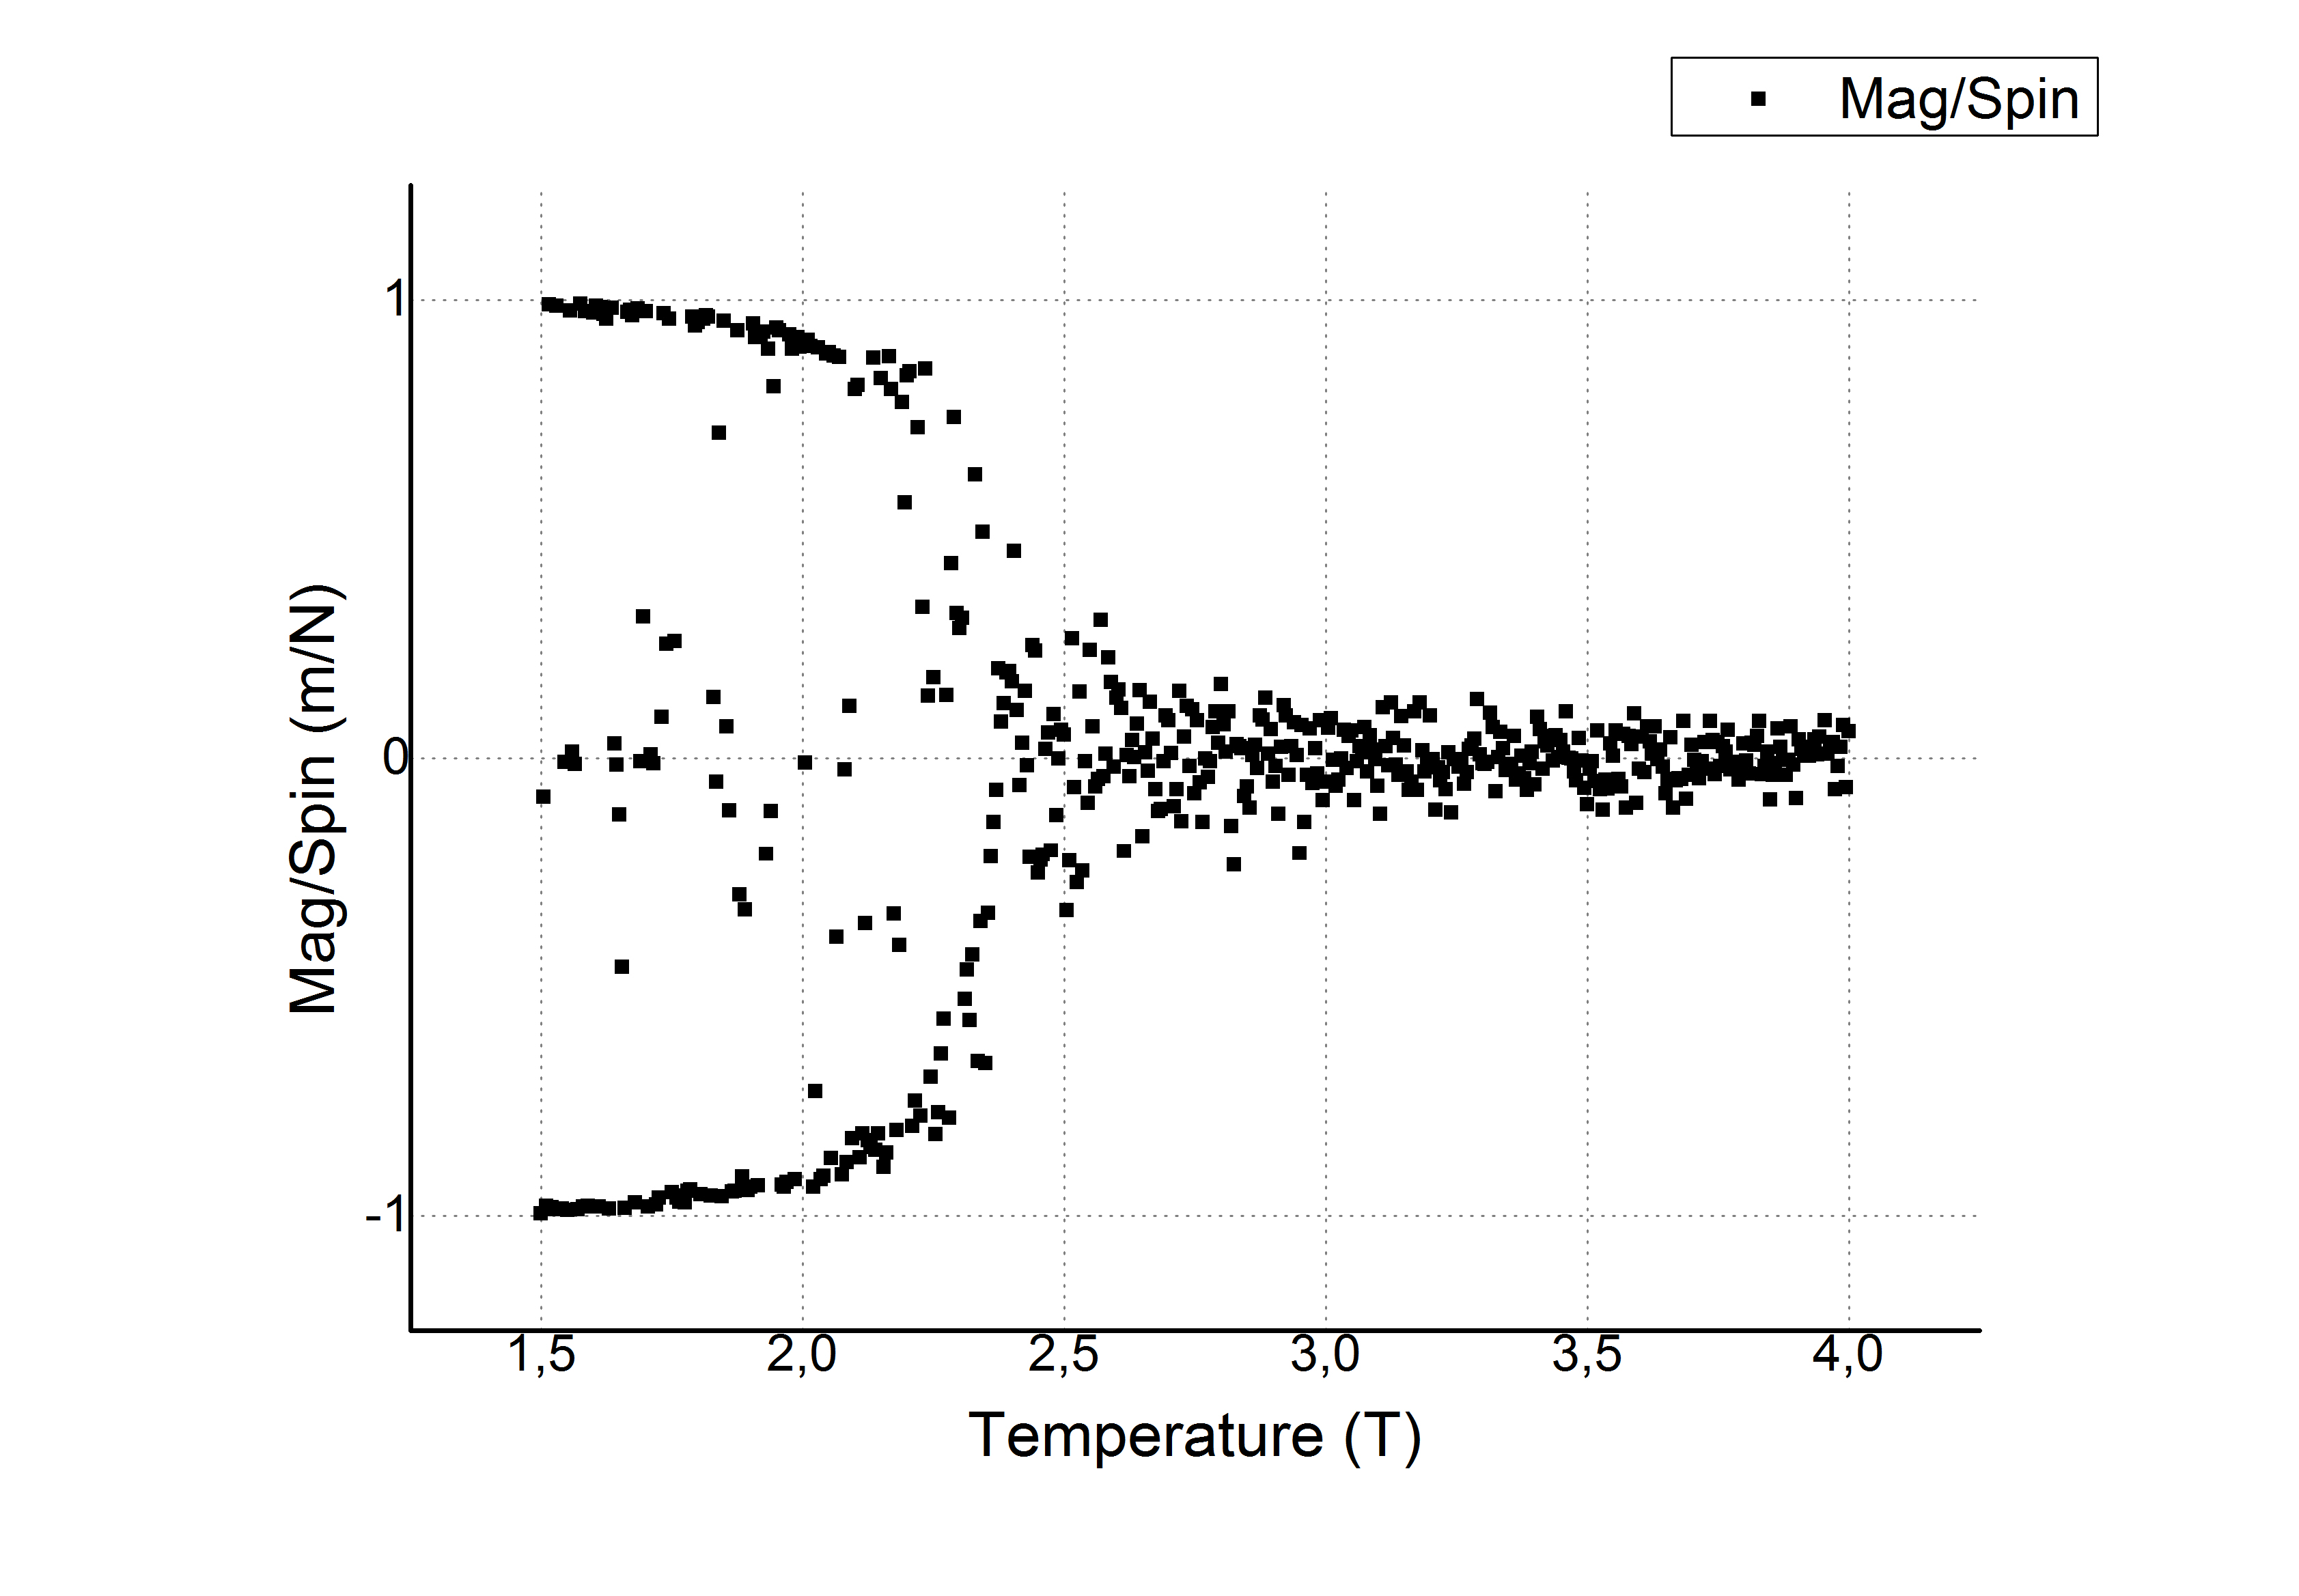 Mag/Spin
1
0
-1
Mag/Spin (m/N)
1,5 2,0 2,5 3,0 3,5 4,0
Temperature (T)